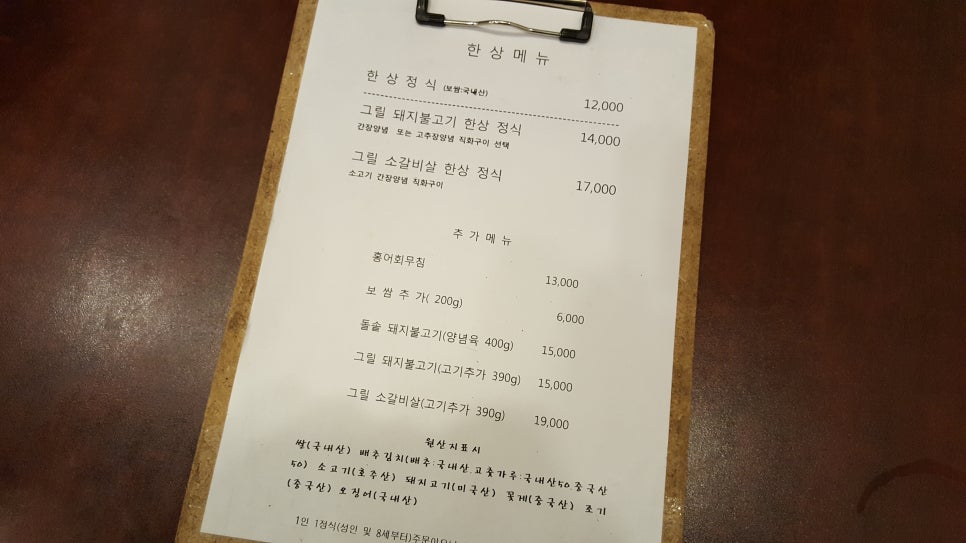 한 상 메 뉴
한 상 정 식 (보쌈:국내산) 12,000
그릴 돼지불고기 한상 정식 14,000
간장양념 또는 고추장양념 직화구이 선택
그릴 소갈비살 한상 정식 17,000
소고기 간장양념 직화구이
추 가 메 뉴
홍어회무침 13,000
보 쌈 추 가( 200g) 6,000
돌솥 돼지불고기(양념육 400g) 15,000
그릴 돼지불고기(고기추가 390g) 15,000
그릴 소갈비살(고기추가 390g) 19,000
원산지표시
쌀(국내산) 배추김치(배추:국내산.고춧가루:국내산50.중국산
50) 소고기(호주산) 돼지고기(미국산) 꽃게(중국산) 조기
(중국산) 오징어(국내산)
1인 1정식(성인 및 8세부터)